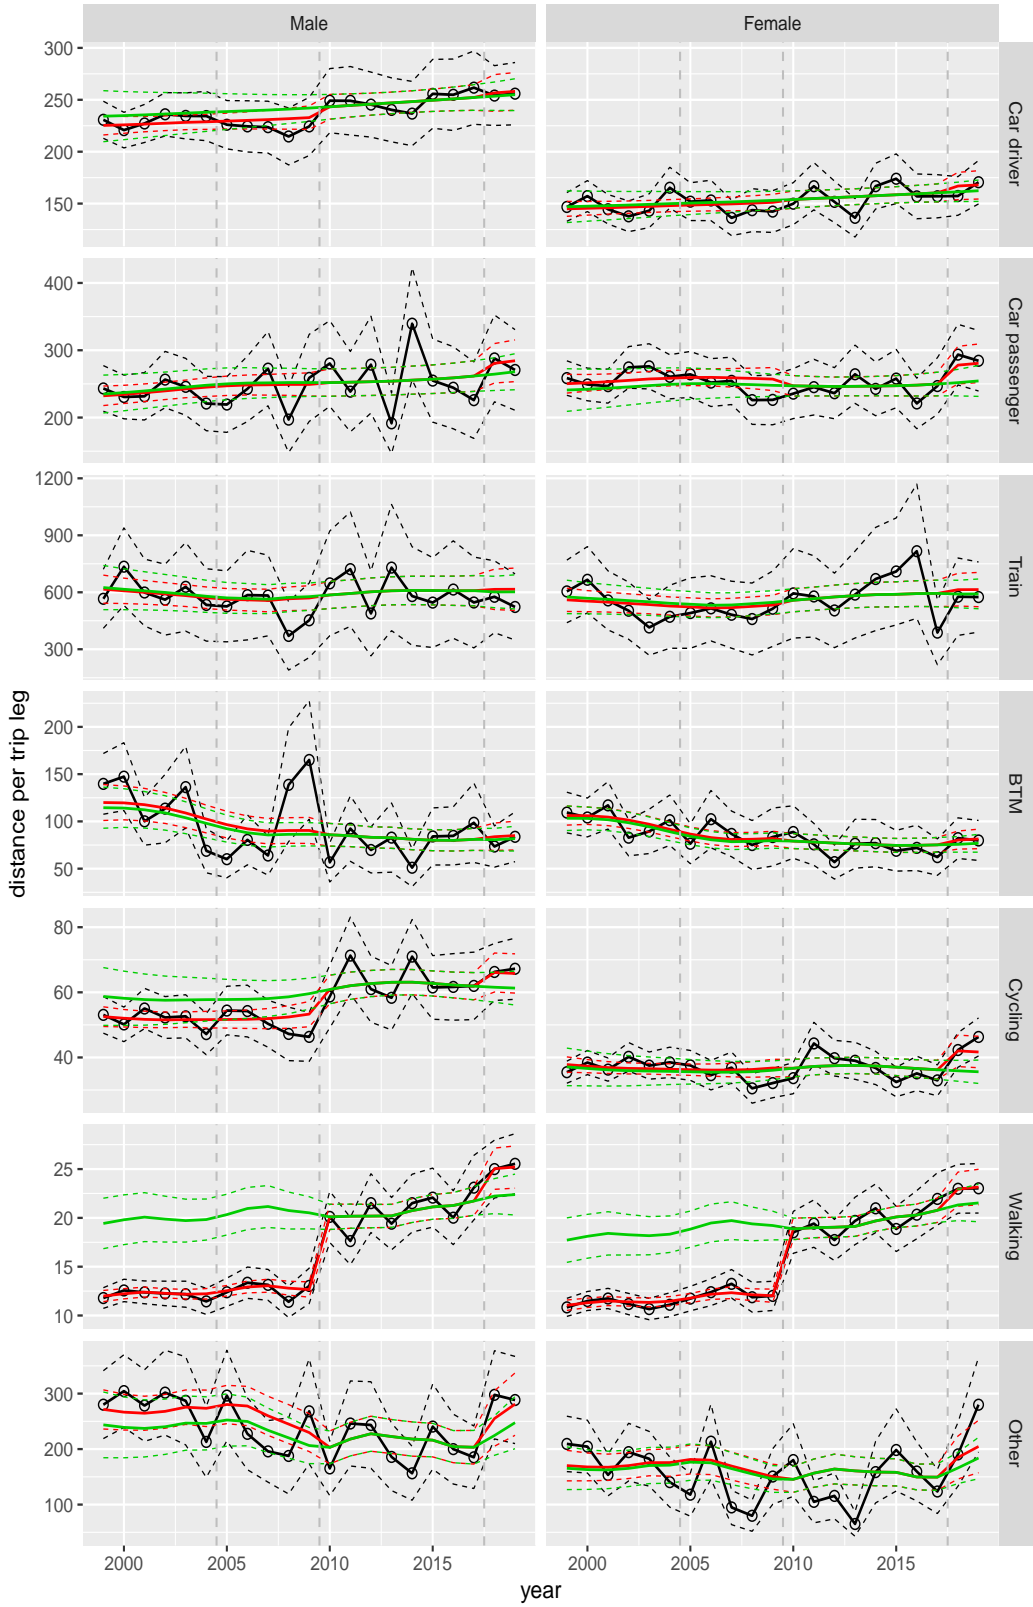 Male Female
300
250
200
150
Car driver
400
300
200
Car passenger
1200
900
600
300
Train
distance per trip leg
200
150
100
50
BTM
80
60
40
Cycling
25
20
15
10
Walking
300
200
100
Other
2000 2005 2010 2015 2000 2005 2010 2015
year